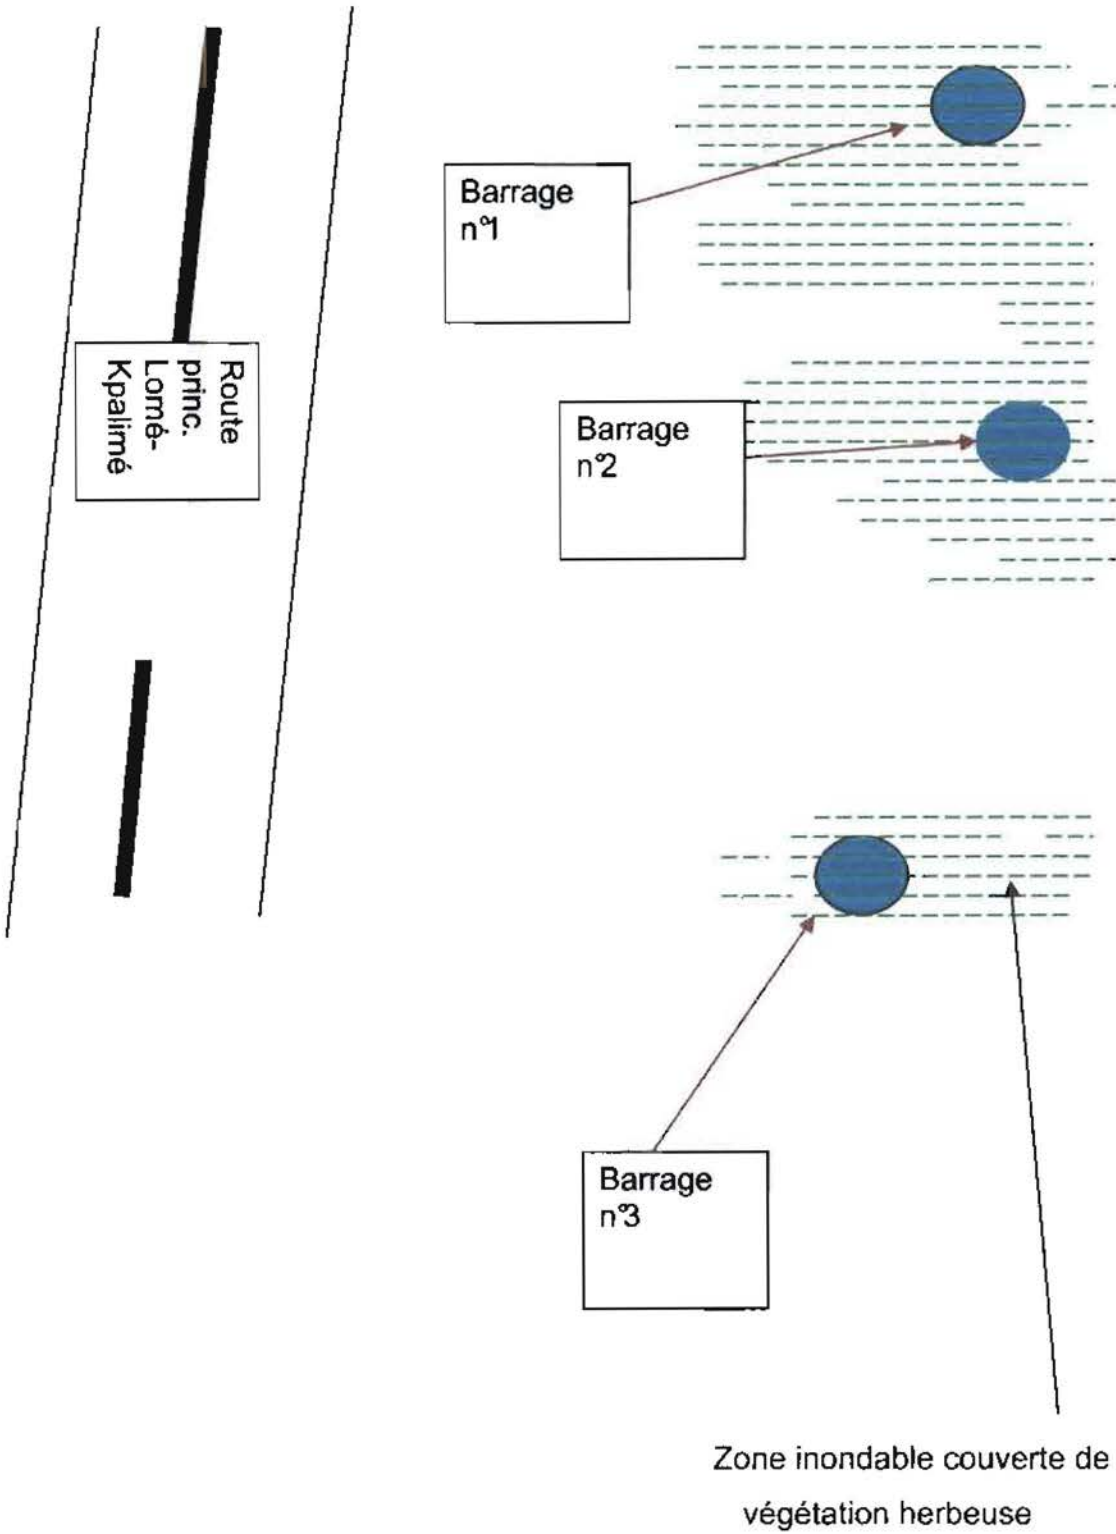 Barrage
n°1
Route
princ.
Lomé-
Kpalimé
Barrage
n°2
Barrage
n°3
Zone inondable couverte de
végétation herbeuse